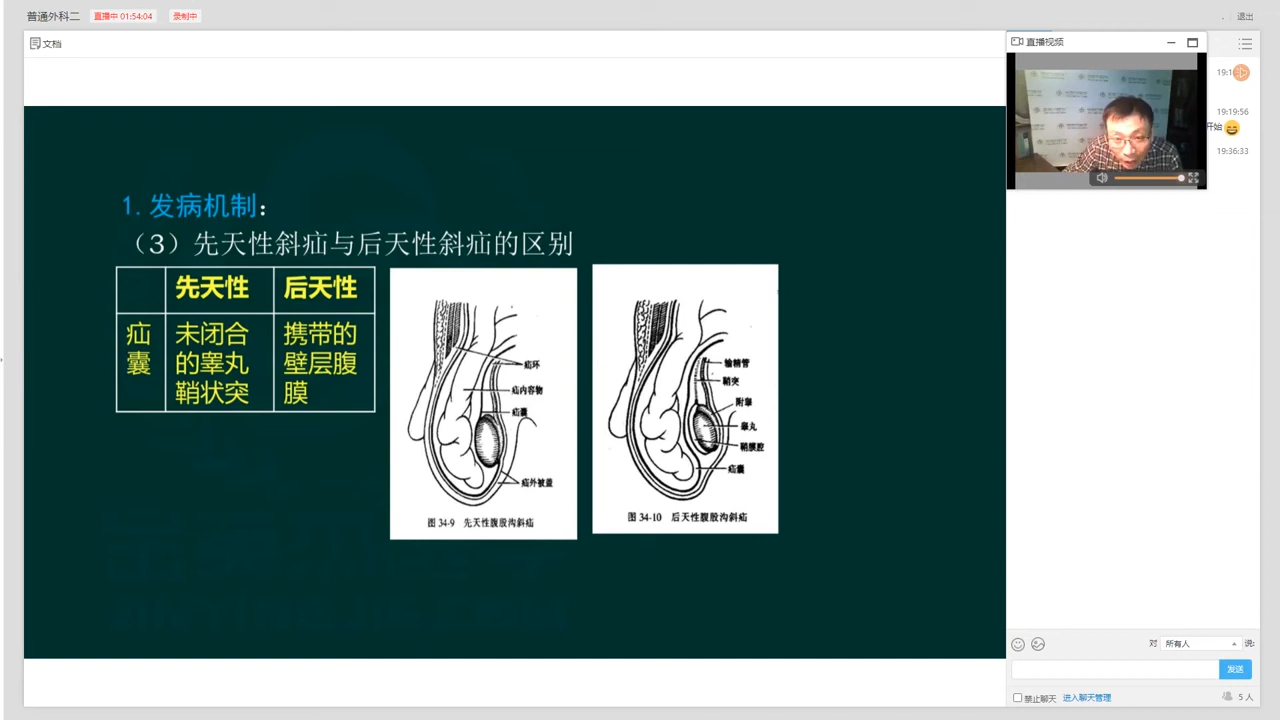 普通外科二
直播中 01:54:04
录制中
退出
文档
直播视频
19:19:56
开始
19:36:33
1. 发病机制：
（3）先天性斜疝与后天性斜疝的区别
先天性
后天性
疝囊
未闭合的睾丸鞘状突
携带的壁层腹膜
疝环
疝内容物
疝囊
疝外被盖
图 34-9 先天性腹股沟斜疝
输精管
鞘突
附睾
睾丸
鞘膜腔
疝囊
图 34-10 后天性腹股沟斜疝
对 所有人 说:
发送
禁止聊天 进入聊天管理
5 人